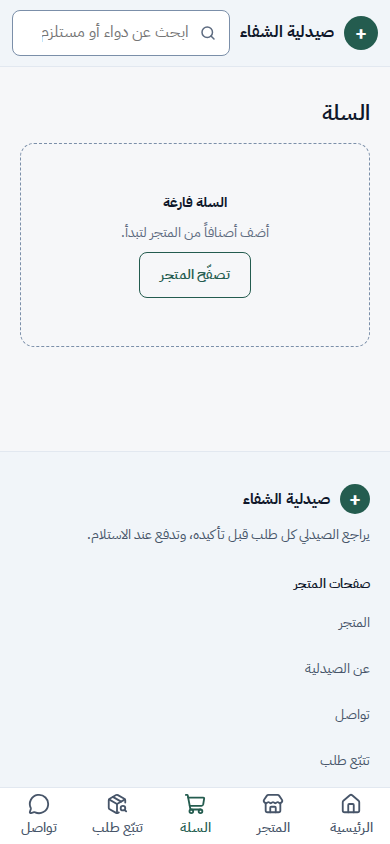 صيدلية الشفاء
ابحث عن دواء أو مستلزم
السلة
السلة فارغة
أضف أصنافاً من المتجر لتبدأ.
تصفّح المتجر
صيدلية الشفاء
يراجع الصيدلي كل طلب قبل تأكيده، وتدفع عند الاستلام.
صفحات المتجر
المتجر
عن الصيدلية
تواصل
تتبّع طلب
الرئيسية
المتجر
السلة
تتبّع طلب
تواصل